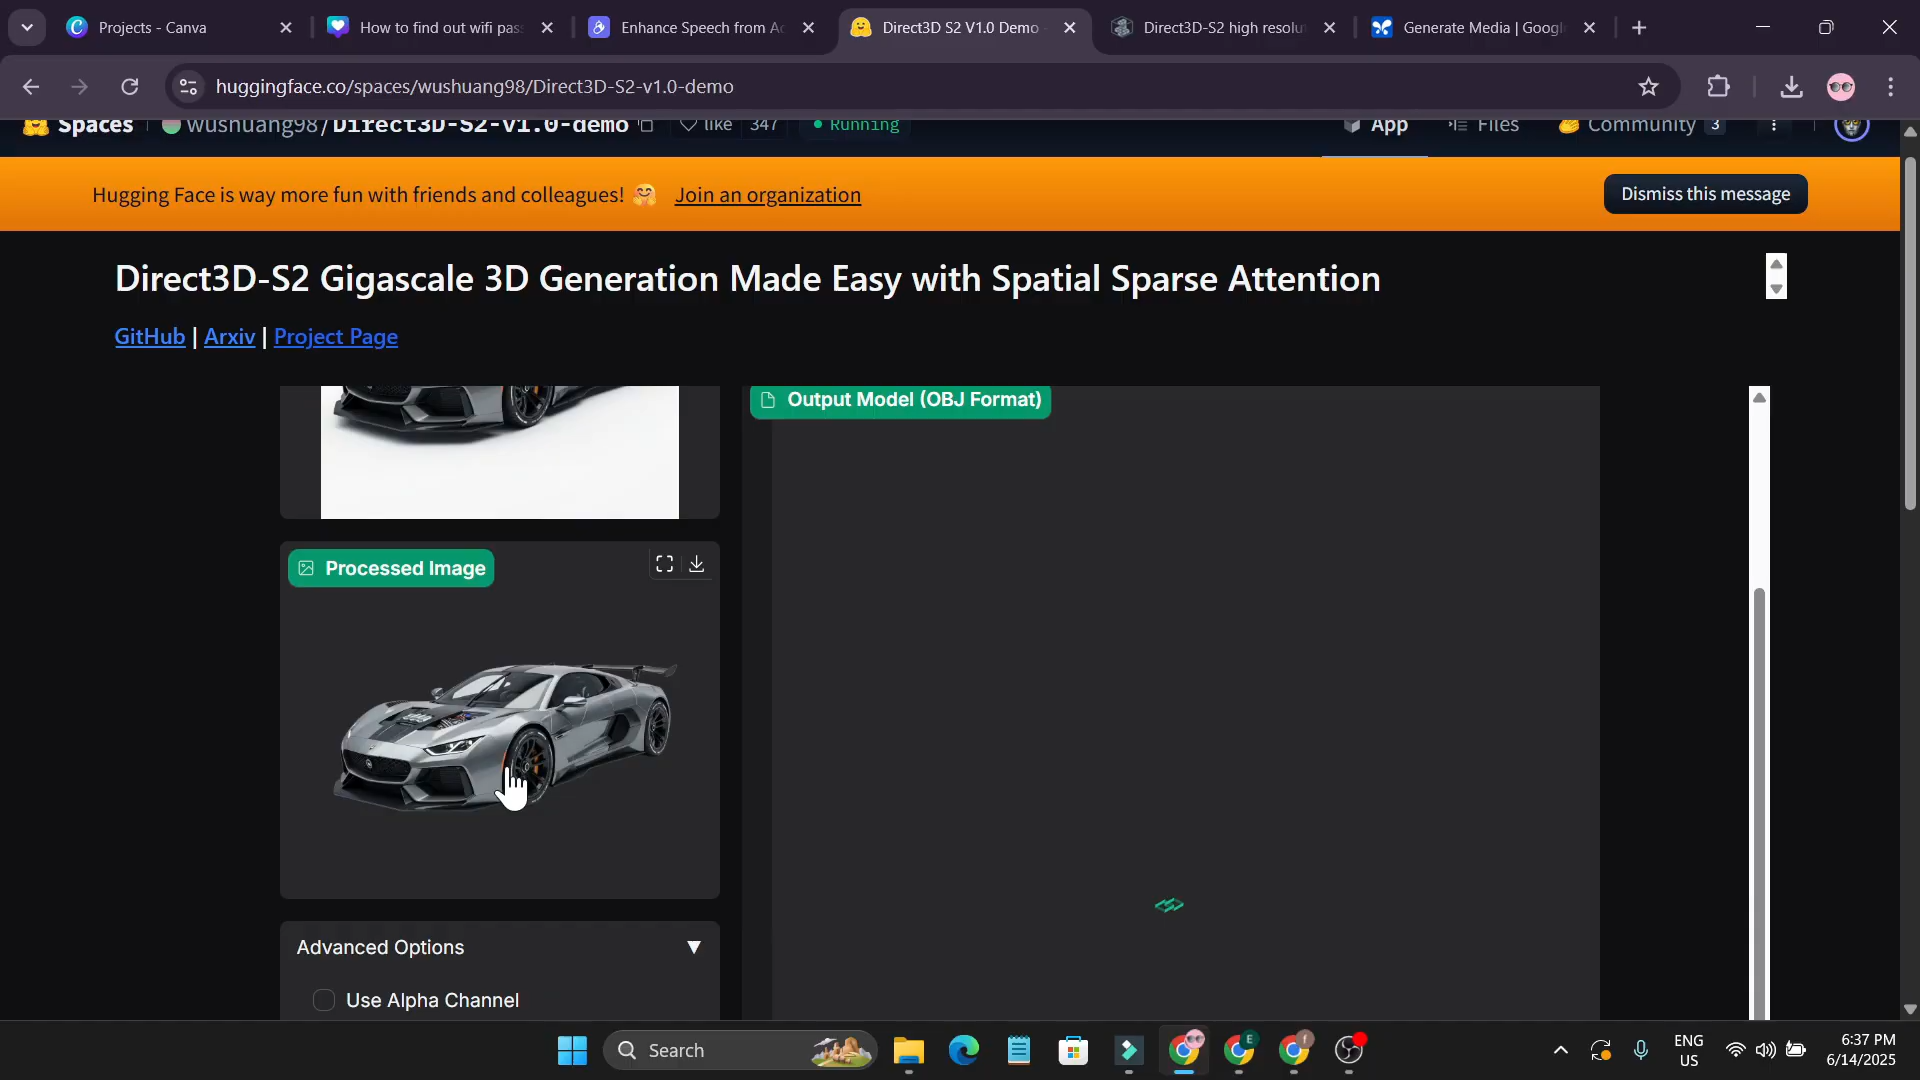 Projects - Canva
How to find out wifi pas
Enhance Speech from Ad
Direct3D S2 V1.0 Demo
Direct3D-S2 high resolu
Generate Media | Googl
huggingface.co/spaces/wushuang98/Direct3D-S2-v1.0-demo
Spaces wushuang98/Direct3D-S2-v1.0-demo like 347 Running App Files Community 3
Hugging Face is way more fun with friends and colleagues! 🤗 Join an organization Dismiss this message
Direct3D-S2 Gigascale 3D Generation Made Easy with Spatial Sparse Attention
GitHub | Arxiv | Project Page
Output Model (OBJ Format)
Processed Image
Advanced Options
Use Alpha Channel
Search
ENG
US
6:37 PM
6/14/2025